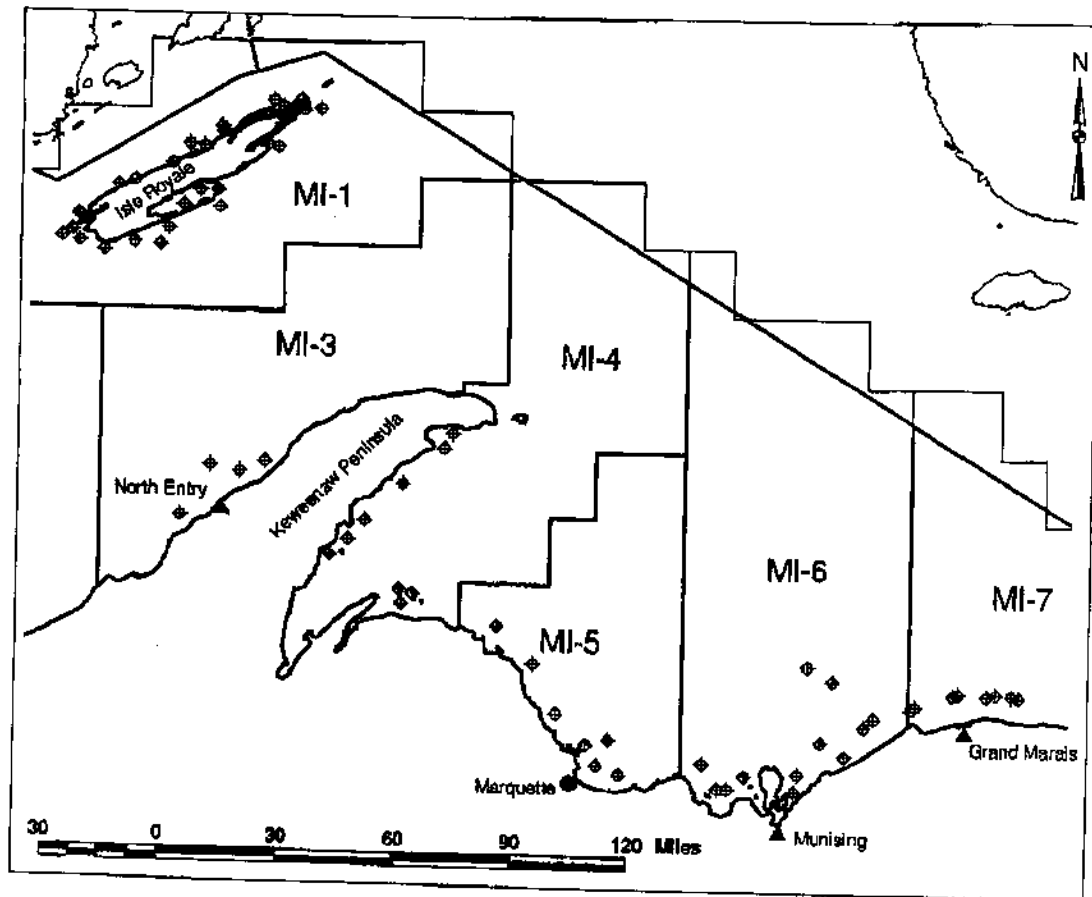 N
Isle Royale
MI-1
MI-3
MI-4
Keweenaw Peninsula
North Entry
MI-6
MI-7
MI-5
Grand Marais
Marquette
Munising
30 0 30 60 90 120 Miles